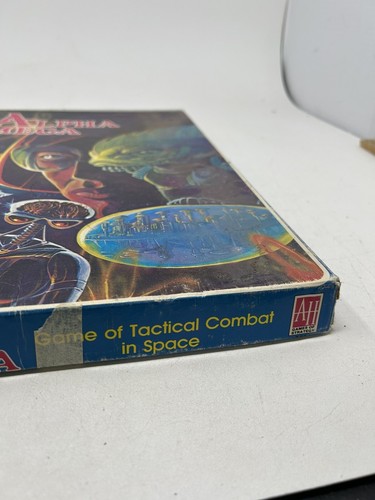 ALPHA
OMEGA
Game of Tactical Combat
in Space
AH
A